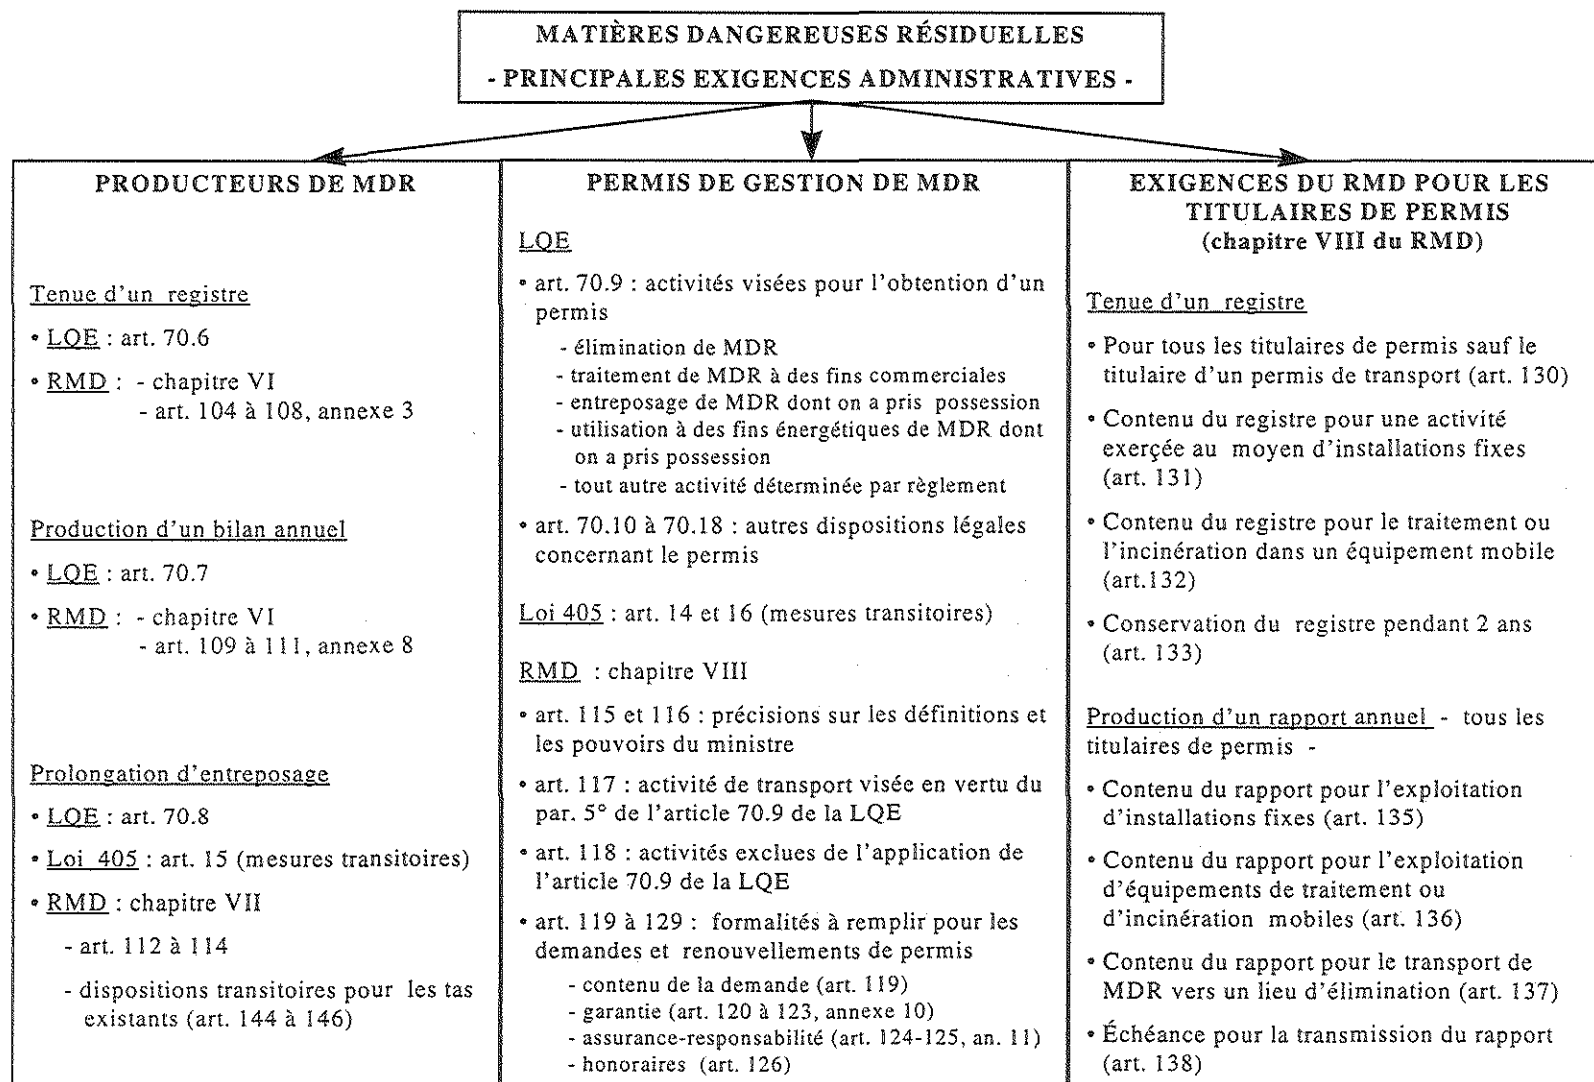 MATIÈRES DANGEREUSES RÉSIDUELLES
- PRINCIPALES EXIGENCES ADMINISTRATIVES -
PRODUCTEURS DE MDR
Tenue d'un registre
• LQE : art. 70.6
• RMD : - chapitre VI
- art. 104 à 108, annexe 3
Production d'un bilan annuel
• LQE : art. 70.7
• RMD : - chapitre VI
- art. 109 à 111, annexe 8
Prolongation d'entreposage
• LQE : art. 70.8
• Loi 405 : art. 15 (mesures transitoires)
• RMD : chapitre VII
- art. 112 à 114
- dispositions transitoires pour les tas
existants (art. 144 à 146)
PERMIS DE GESTION DE MDR
LQE
• art. 70.9 : activités visées pour l'obtention d'un
permis
- élimination de MDR
- traitement de MDR à des fins commerciales
- entreposage de MDR dont on a pris possession
- utilisation à des fins énergétiques de MDR dont
on a pris possession
- tout autre activité déterminée par règlement
• art. 70.10 à 70.18 : autres dispositions légales
concernant le permis
Loi 405 : art. 14 et 16 (mesures transitoires)
RMD : chapitre VIII
• art. 115 et 116 : précisions sur les définitions et
les pouvoirs du ministre
• art. 117 : activité de transport visée en vertu du
par. 5° de l'article 70.9 de la LQE
• art. 118 : activités exclues de l'application de
l'article 70.9 de la LQE
• art. 119 à 129 : formalités à remplir pour les
demandes et renouvellements de permis
- contenu de la demande (art. 119)
- garantie (art. 120 à 123, annexe 10)
- assurance-responsabilité (art. 124-125, an. 11)
- honoraires (art. 126)
EXIGENCES DU RMD POUR LES
TITULAIRES DE PERMIS
(chapitre VIII du RMD)
Tenue d'un registre
• Pour tous les titulaires de permis sauf le
titulaire d'un permis de transport (art. 130)
• Contenu du registre pour une activité
exerçée au moyen d'installations fixes
(art. 131)
• Contenu du registre pour le traitement ou
l'incinération dans un équipement mobile
(art.132)
• Conservation du registre pendant 2 ans
(art. 133)
Production d'un rapport annuel - tous les
titulaires de permis -
• Contenu du rapport pour l'exploitation
d'installations fixes (art. 135)
• Contenu du rapport pour l'exploitation
d'équipements de traitement ou
d'incinération mobiles (art. 136)
• Contenu du rapport pour le transport de
MDR vers un lieu d'élimination (art. 137)
• Échéance pour la transmission du rapport
(art. 138)